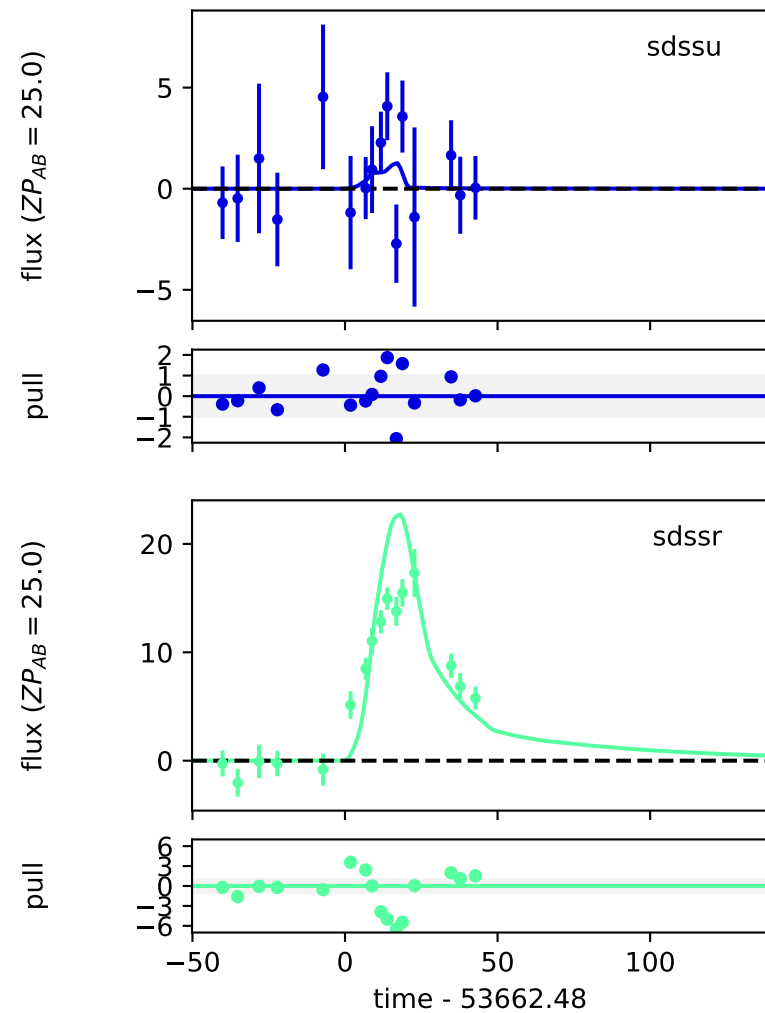 sdssu
flux (ZP_AB = 25.0)
5
0
−5
pull
2
1
0
−1
−2
sdssr
flux (ZP_AB = 25.0)
20
10
0
pull
6
3
0
−3
−6
−50 0 50 100
time - 53662.48